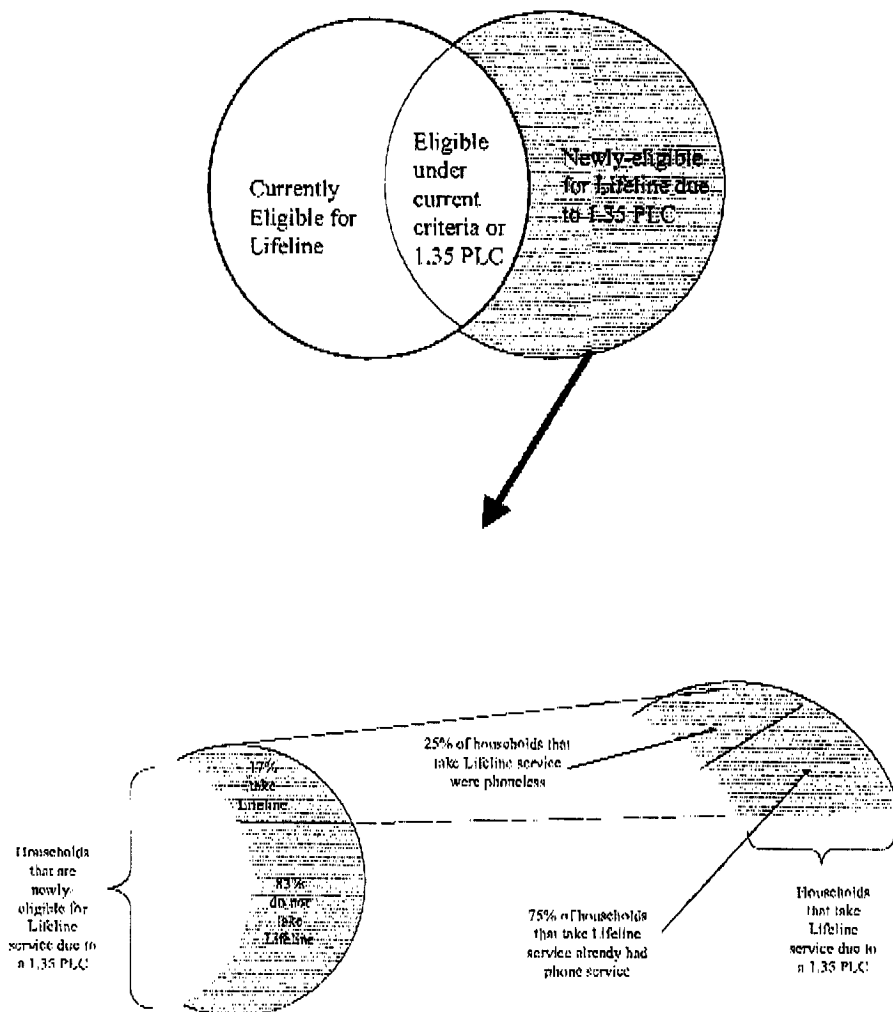 Currently
Eligible for
Lifeline
Eligible
under
current
criteria or
1.35 PLC
Newly-eligible
for Lifeline due
to 1.35 PLC
25% of households that
take Lifeline service
were phoneless
17%
take
Lifeline
83%
do not
take
Lifeline
Households
that are
newly-
eligible for
Lifeline
service due to
a 1.35 PLC
75% of households
that take Lifeline
service already had
phone service
Households
that take
Lifeline
service due to
a 1.35 PLC